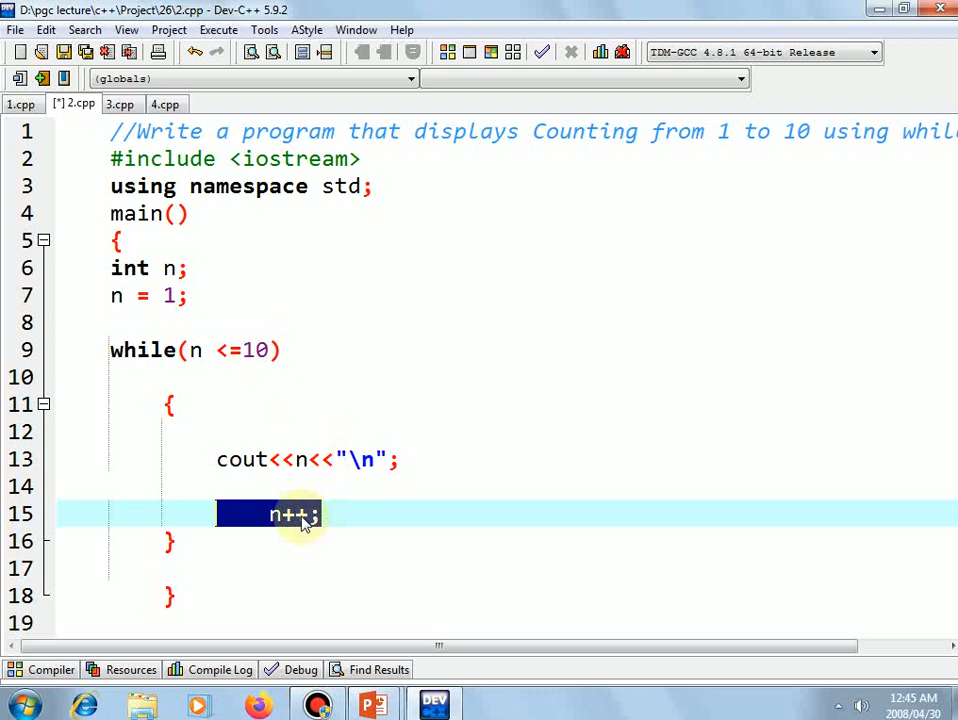 D:\pgc lecture\c++\Project\26\2.cpp - Dev-C++ 5.9.2
File Edit Search View Project Execute Tools AStyle Window Help
TDM-GCC 4.8.1 64-bit Release
(globals)
1.cpp [*] 2.cpp 3.cpp 4.cpp
1 //Write a program that displays Counting from 1 to 10 using whil
2 #include <iostream>
3 using namespace std;
4 main()
5 {
6 int n;
7 n = 1;
8
9 while(n <=10)
10
11 {
12
13 cout<<n<<"\n";
14
15 n++;
16 }
17
18 }
19
Compiler Resources Compile Log Debug Find Results
DEV
12:45 AM
2008/04/30